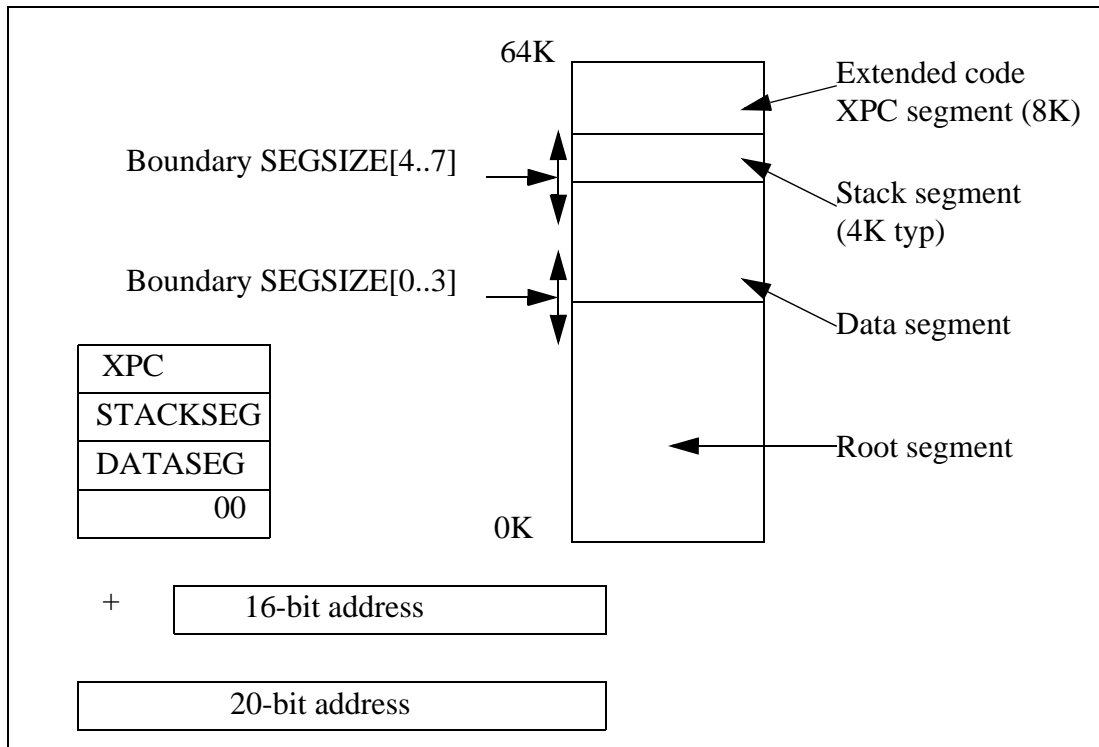 64K
Extended code
XPC segment (8K)
Boundary SEGSIZE[4..7]
Stack segment
(4K typ)
Boundary SEGSIZE[0..3]
Data segment
XPC
STACKSEG
DATASEG
00
Root segment
0K
+
16-bit address
20-bit address